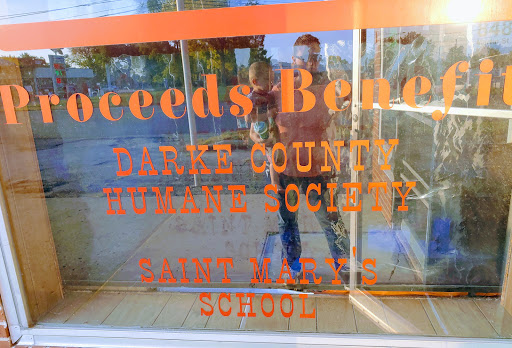 Proceeds Benefit
DARKE COUNTY
HUMANE SOCIETY
SAINT MARY'S
SCHOOL